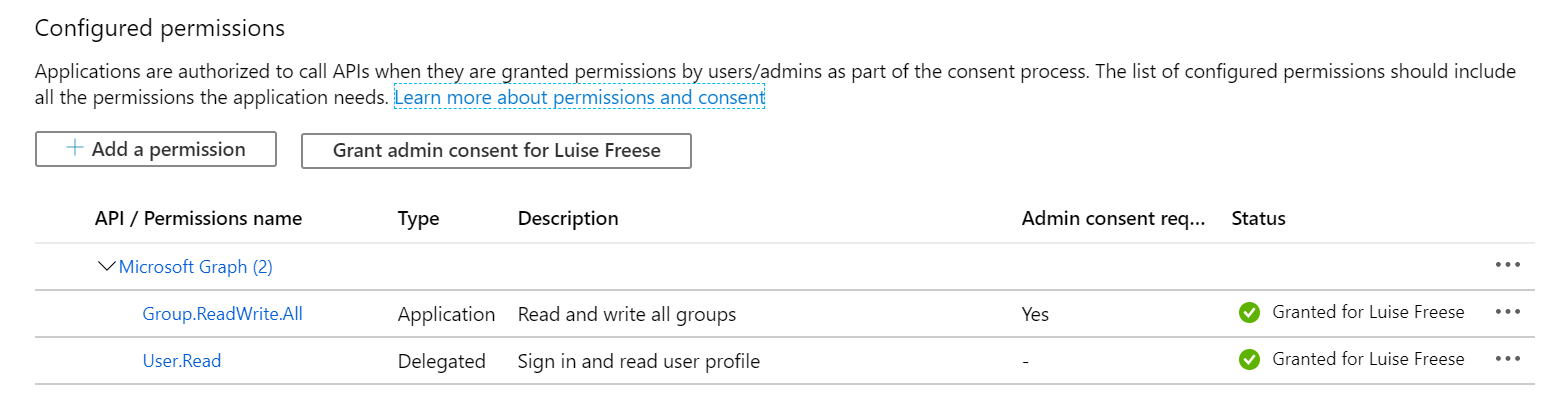 Configured permissions
Applications are authorized to call APIs when they are granted permissions by users/admins as part of the consent process. The list of configured permissions should include
all the permissions the application needs. Learn more about permissions and consent
+ Add a permission Grant admin consent for Luise Freese
API / Permissions name Type Description Admin consent req... Status
Microsoft Graph (2) ...
Group.ReadWrite.All Application Read and write all groups Yes Granted for Luise Freese ...
User.Read Delegated Sign in and read user profile - Granted for Luise Freese ...